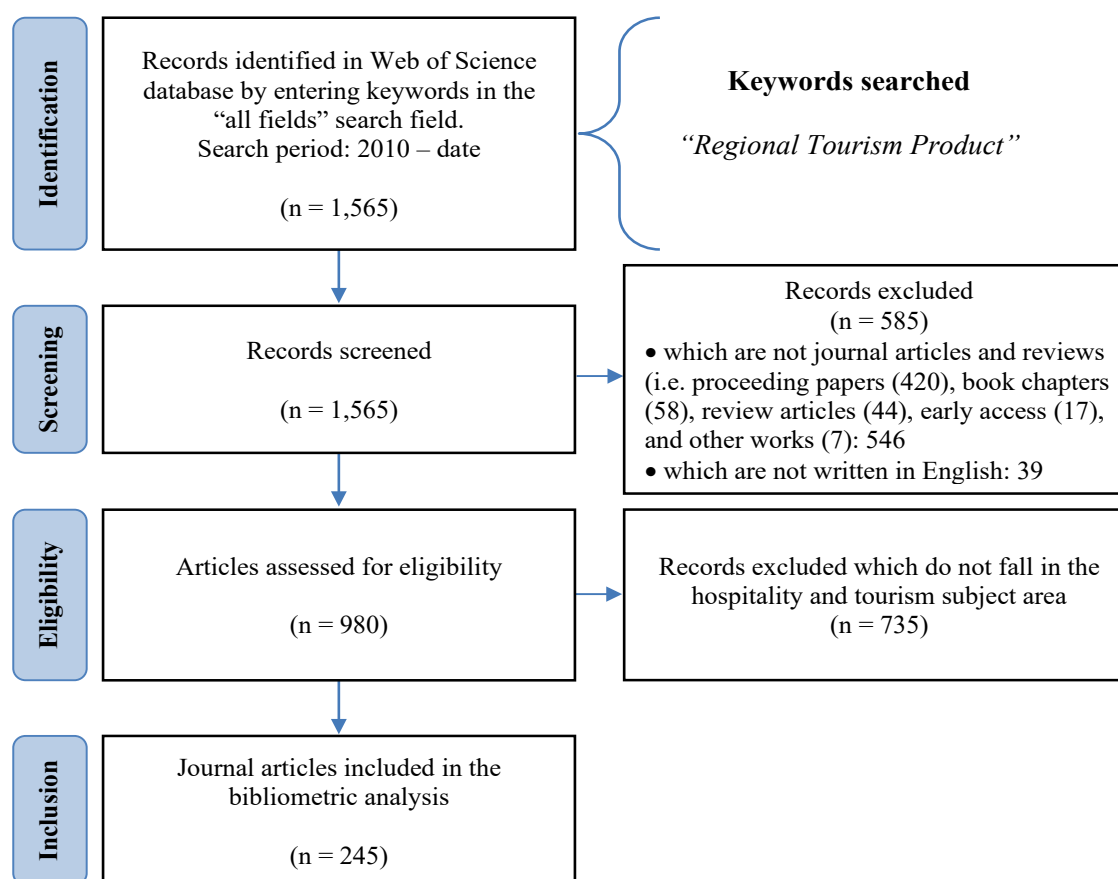 Identification
Records identified in Web of Science
database by entering keywords in the
“all fields” search field.
Search period: 2010 – date
(n = 1,565)
Keywords searched
“Regional Tourism Product”
Screening
Records screened
(n = 1,565)
Records excluded
(n = 585)
• which are not journal articles and reviews
(i.e. proceeding papers (420), book chapters
(58), review articles (44), early access (17),
and other works (7): 546
• which are not written in English: 39
Eligibility
Articles assessed for eligibility
(n = 980)
Records excluded which do not fall in the
hospitality and tourism subject area
(n = 735)
Inclusion
Journal articles included in the
bibliometric analysis
(n = 245)